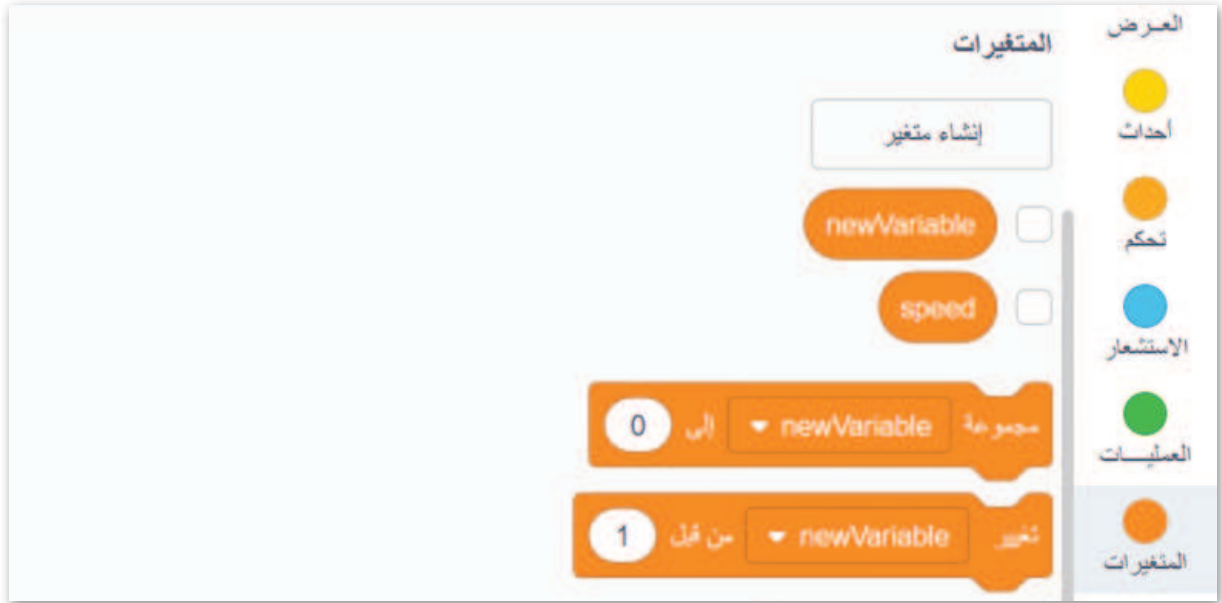 العرض
أحداث
تحكم
الاستشعار
العمليات
المتغيرات
المتغيرات
إنشاء متغير
newVariable
speed
مجموعة newVariable إلى 0
تغيير newVariable من قبل 1